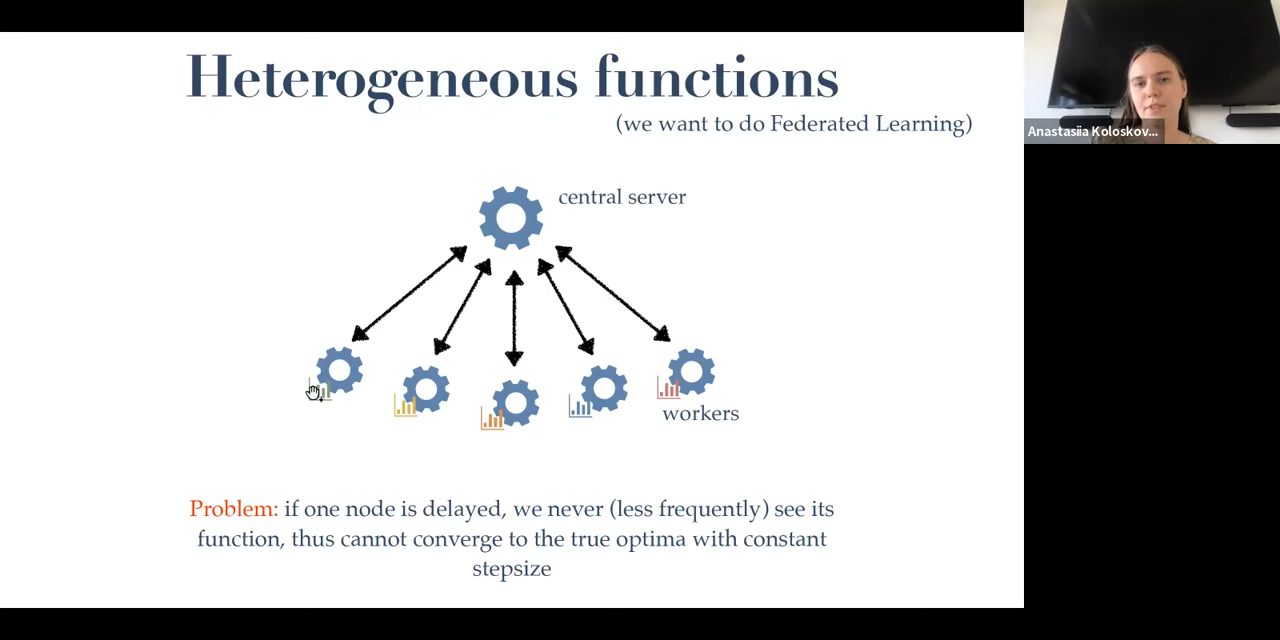 Heterogeneous functions
(we want to do Federated Learning)
Anastasiia Koloskov...
central server
workers
Problem: if one node is delayed, we never (less frequently) see its
function, thus cannot converge to the true optima with constant
stepsize